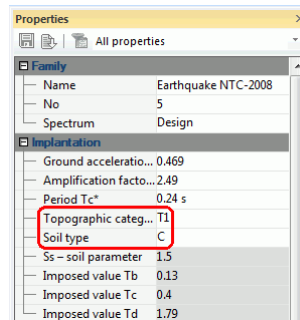 Properties
All properties
Family
Name Earthquake NTC-2008
No 5
Spectrum Design
Implantation
Ground acceleratio... 0.469
Amplification facto... 2.49
Period Tc* 0.24 s
Topographic categ... T1
Soil type C
Ss – soil parameter 1.5
Imposed value Tb 0.13
Imposed value Tc 0.4
Imposed value Td 1.79